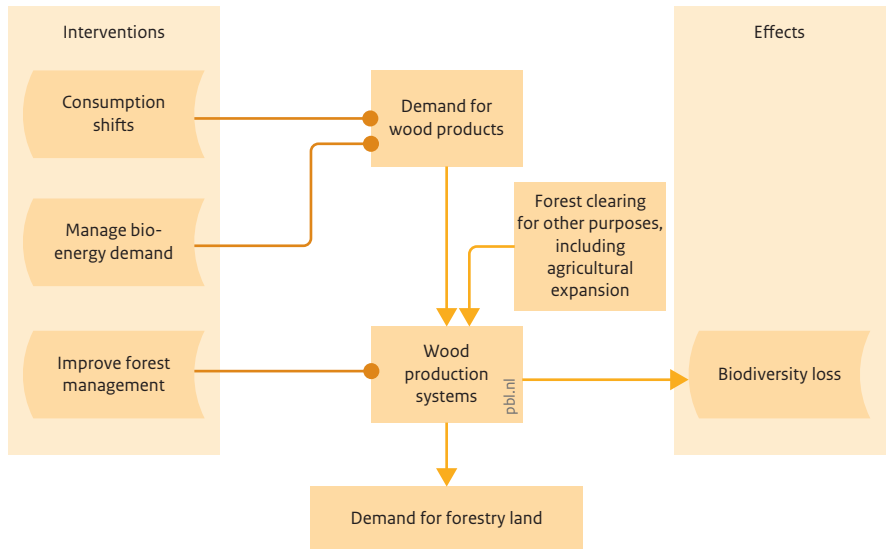 Interventions
Effects
Consumption
shifts
Demand for
wood products
Manage bio-
energy demand
Forest clearing
for other purposes,
including
agricultural
expansion
Improve forest
management
Wood
production
systems
pbl.nl
Biodiversity loss
Demand for forestry land